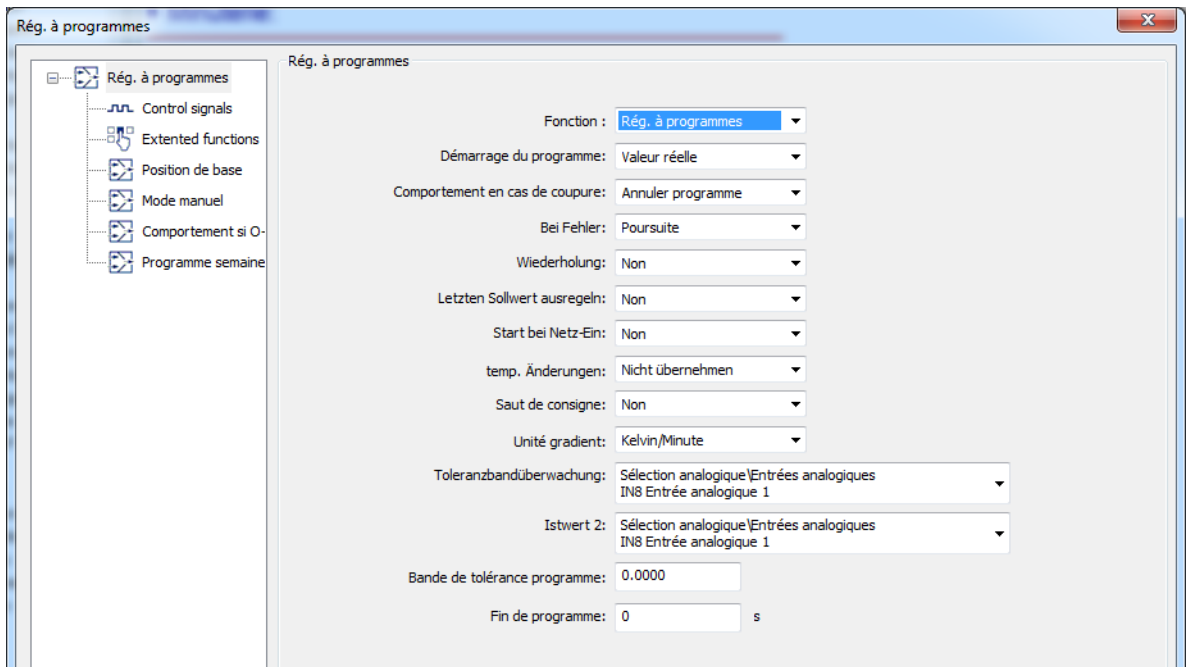 Rég. à programmes
Rég. à programmes
Control signals
Extented functions
Position de base
Mode manuel
Comportement si O-
Programme semaine
Rég. à programmes
Fonction : Rég. à programmes
Démarrage du programme: Valeur réelle
Comportement en cas de coupure: Annuler programme
Bei Fehler: Poursuite
Wiederholung: Non
Letzten Sollwert ausregeln: Non
Start bei Netz-Ein: Non
temp. Änderungen: Nicht übernehmen
Saut de consigne: Non
Unité gradient: Kelvin/Minute
Toleranzbandüberwachung: Sélection analogique\Entrées analogiques
IN8 Entrée analogique 1
Istwert 2: Sélection analogique\Entrées analogiques
IN8 Entrée analogique 1
Bande de tolérance programme: 0.0000
Fin de programme: 0 s